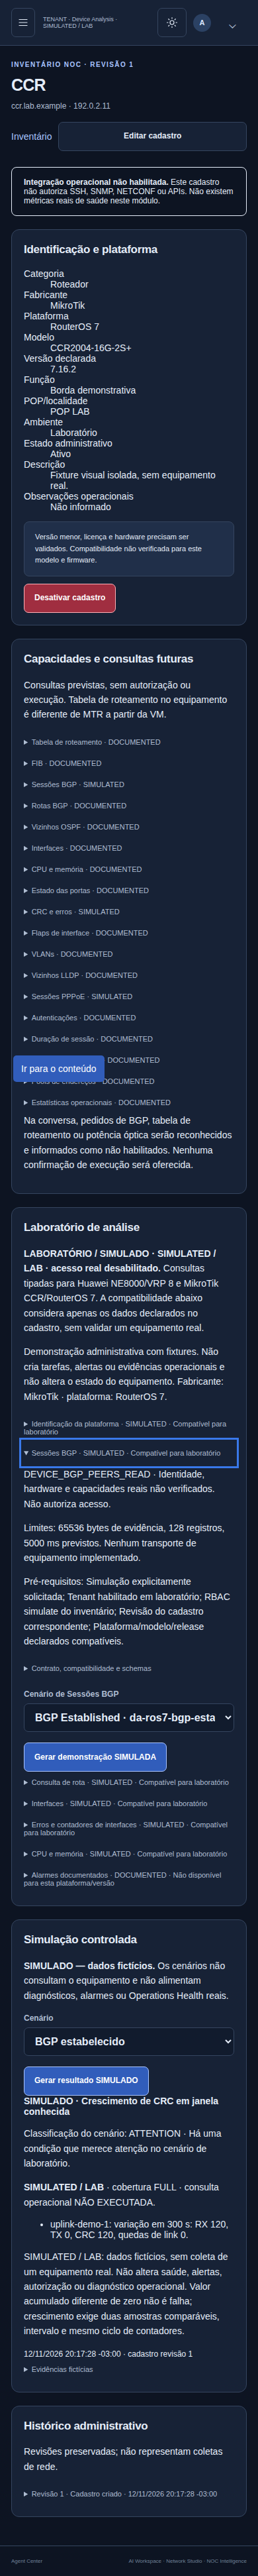 TENANT · Device Analysis ·
SIMULATED / LAB
A
INVENTÁRIO NOC · REVISÃO 1
CCR
ccr.lab.example · 192.0.2.11
Inventário
Editar cadastro
Integração operacional não habilitada. Este cadastro
não autoriza SSH, SNMP, NETCONF ou APIs. Não existem
métricas reais de saúde neste módulo.
Identificação e plataforma
Categoria
Roteador
Fabricante
MikroTik
Plataforma
RouterOS 7
Modelo
CCR2004-16G-2S+
Versão declarada
7.16.2
Função
Borda demonstrativa
POP/localidade
POP LAB
Ambiente
Laboratório
Estado administrativo
Ativo
Descrição
Fixture visual isolada, sem equipamento
real.
Observações operacionais
Não informado
Versão menor, licença e hardware precisam ser
validados. Compatibilidade não verificada para este
modelo e firmware.
Desativar cadastro
Capacidades e consultas futuras
Consultas previstas, sem autorização ou
execução. Tabela de roteamento no equipamento
é diferente de MTR a partir da VM.
Tabela de roteamento · DOCUMENTED
FIB · DOCUMENTED
Sessões BGP · SIMULATED
Rotas BGP · DOCUMENTED
Vizinhos OSPF · DOCUMENTED
Interfaces · DOCUMENTED
CPU e memória · DOCUMENTED
Estado das portas · DOCUMENTED
CRC e erros · SIMULATED
Flaps de interface · DOCUMENTED
VLANs · DOCUMENTED
Vizinhos LLDP · DOCUMENTED
Sessões PPPoE · SIMULATED
Autenticações · DOCUMENTED
Duração de sessão · DOCUMENTED
Ir para o conteúdo
DOCUMENTED
DOCUMENTED
Estatísticas operacionais · DOCUMENTED
Na conversa, pedidos de BGP, tabela de
roteamento ou potência óptica serão reconhecidos
e informados como não habilitados. Nenhuma
confirmação de execução será oferecida.
Laboratório de análise
LABORATÓRIO / SIMULADO · SIMULATED /
LAB · acesso real desabilitado. Consultas
tipadas para Huawei NE8000/VRP 8 e MikroTik
CCR/RouterOS 7. A compatibilidade abaixo
considera apenas os dados declarados no
cadastro, sem validar um equipamento real.
Demonstração administrativa com fixtures. Não
cria tarefas, alertas ou evidências operacionais e
não altera o estado do equipamento. Fabricante:
MikroTik · plataforma: RouterOS 7.
Identificação da plataforma · SIMULATED · Compatível para
laboratório
Sessões BGP · SIMULATED · Compatível para laboratório
DEVICE_BGP_PEERS_READ · Identidade,
hardware e capacidades reais não verificados.
Não autoriza acesso.
Limites: 65536 bytes de evidência, 128 registros,
5000 ms previstos. Nenhum transporte de
equipamento implementado.
Pré-requisitos: Simulação explicitamente
solicitada; Tenant habilitado em laboratório; RBAC
simulate do inventário; Revisão do cadastro
correspondente; Plataforma/modelo/release
declarados compatíveis.
Contrato, compatibilidade e schemas
Cenário de Sessões BGP
BGP Established · da-ros7-bgp-esta
Gerar demonstração SIMULADA
Consulta de rota · SIMULATED · Compatível para laboratório
Interfaces · SIMULATED · Compatível para laboratório
Erros e contadores de interfaces · SIMULATED · Compatível
para laboratório
CPU e memória · SIMULATED · Compatível para laboratório
Alarmes documentados · DOCUMENTED · Não disponível
para esta plataforma/versão
Simulação controlada
SIMULADO — dados fictícios. Os cenários não
consultam o equipamento e não alimentam
diagnósticos, alarmes ou Operations Health reais.
Cenário
BGP estabelecido
Gerar resultado SIMULADO
SIMULADO · Crescimento de CRC em janela
conhecida
Classificação do cenário: ATTENTION · Há uma
condição que merece atenção no cenário de
laboratório.
SIMULATED / LAB · cobertura FULL · consulta
operacional NÃO EXECUTADA.
uplink-demo-1: variação em 300 s: RX 120,
TX 0, CRC 120, quedas de link 0.
SIMULATED / LAB: dados fictícios, sem coleta de
um equipamento real. Não altera saúde, alertas,
autorização ou diagnóstico operacional. Valor
acumulado diferente de zero não é falha;
crescimento exige duas amostras comparáveis,
intervalo e mesmo ciclo de contadores.
12/11/2026 20:17:28 -03:00 · cadastro revisão 1
Evidências fictícias
Histórico administrativo
Revisões preservadas; não representam coletas
de rede.
Revisão 1 · Cadastro criado · 12/11/2026 20:17:28 -03:00
Agent Center
AI Workspace · Network Studio · NOC Intelligence